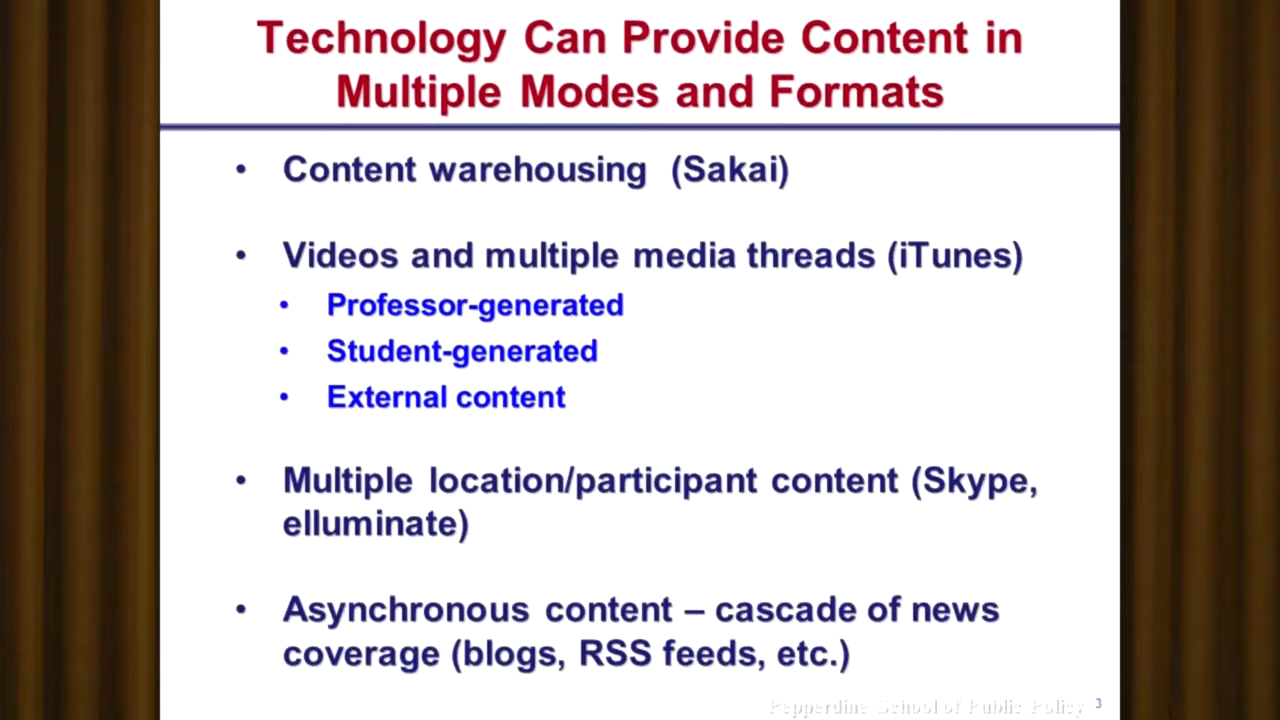 Technology Can Provide Content in
Multiple Modes and Formats
• Content warehousing (Sakai)
• Videos and multiple media threads (iTunes)
• Professor-generated
• Student-generated
• External content
• Multiple location/participant content (Skype,
elluminate)
• Asynchronous content – cascade of news
coverage (blogs, RSS feeds, etc.)
Pepperdine School of Public Policy 3